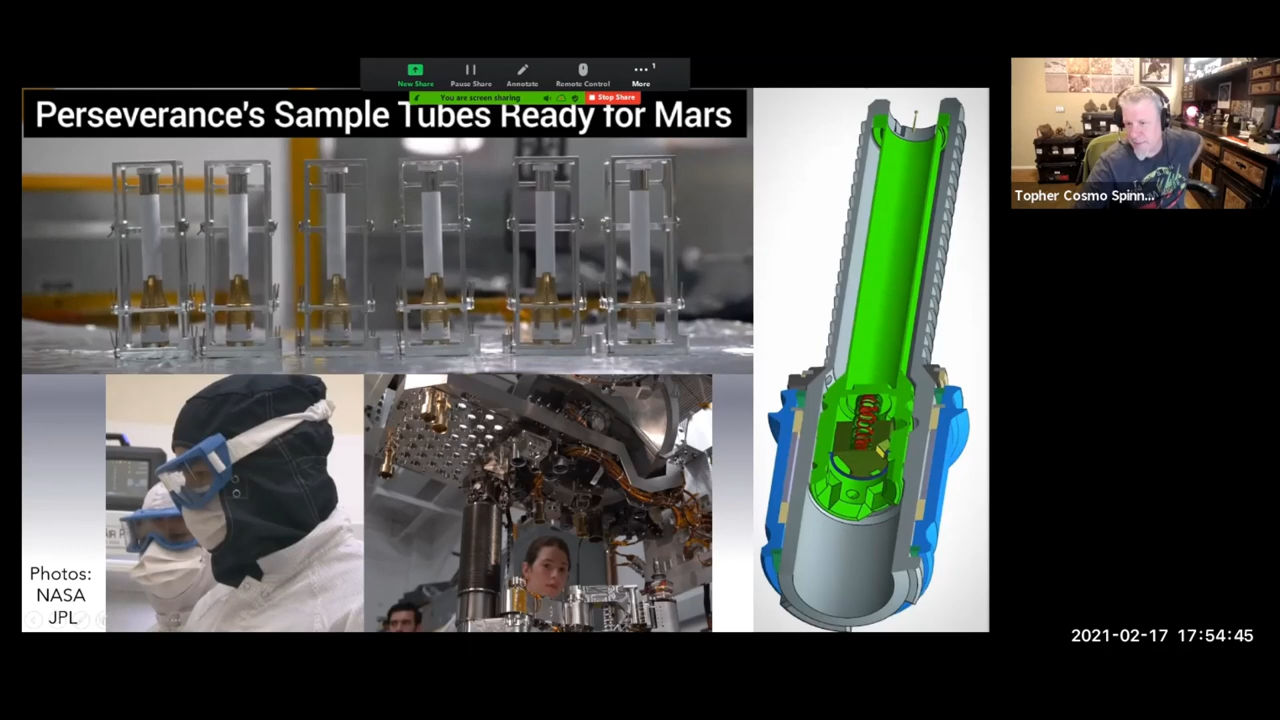 New Share
Pause Share
Annotate
Remote Control
1
More
You are screen sharing
Stop Share
Perseverance's Sample Tubes Ready for Mars
Topher Cosmo Spinn...
Photos:
NASA
JPL
2021-02-17 17:54:45